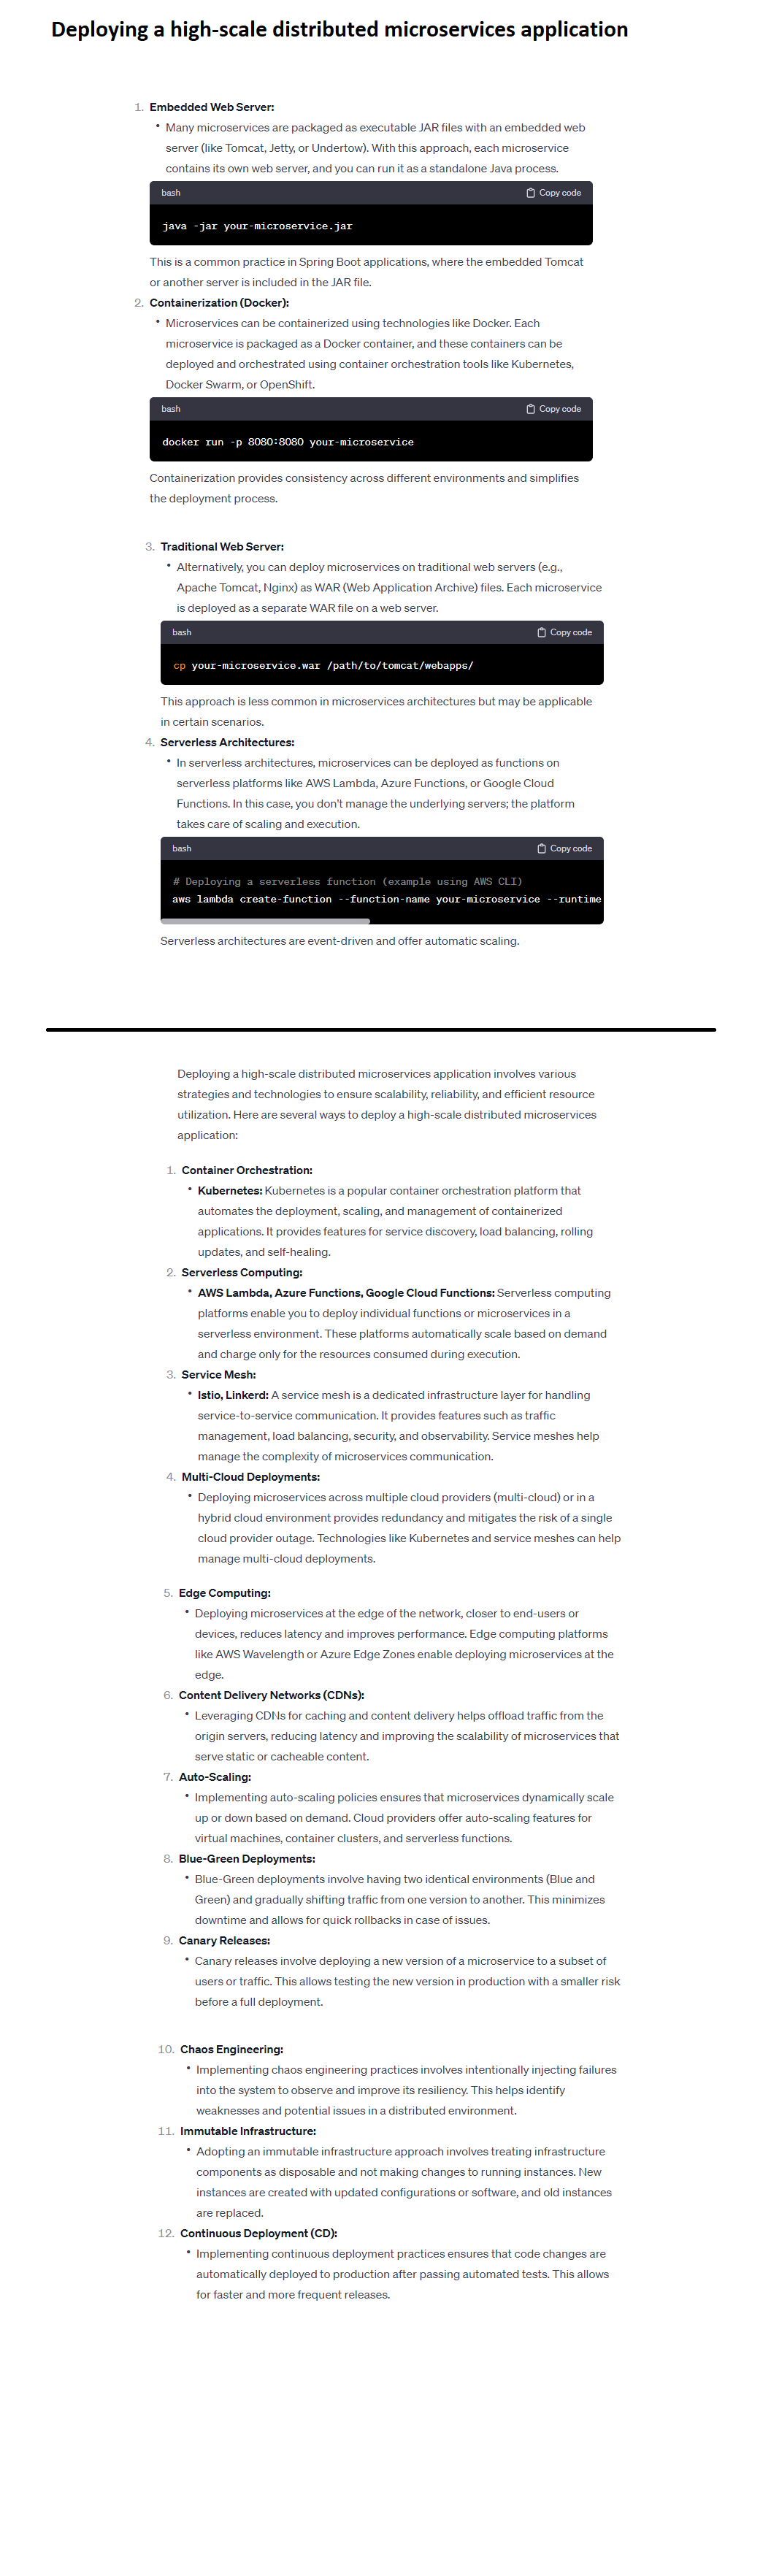 Deploying a high-scale distributed microservices application
1. Embedded Web Server:
• Many microservices are packaged as executable JAR files with an embedded web
server (like Tomcat, Jetty, or Undertow). With this approach, each microservice
contains its own web server, and you can run it as a standalone Java process.
bash Copy code
java -jar your-microservice.jar
This is a common practice in Spring Boot applications, where the embedded Tomcat
or another server is included in the JAR file.
2. Containerization (Docker):
• Microservices can be containerized using technologies like Docker. Each
microservice is packaged as a Docker container, and these containers can be
deployed and orchestrated using container orchestration tools like Kubernetes,
Docker Swarm, or OpenShift.
bash Copy code
docker run -p 8080:8080 your-microservice
Containerization provides consistency across different environments and simplifies
the deployment process.
3. Traditional Web Server:
• Alternatively, you can deploy microservices on traditional web servers (e.g.,
Apache Tomcat, Nginx) as WAR (Web Application Archive) files. Each microservice
is deployed as a separate WAR file on a web server.
bash Copy code
cp your-microservice.war /path/to/tomcat/webapps/
This approach is less common in microservices architectures but may be applicable
in certain scenarios.
4. Serverless Architectures:
• In serverless architectures, microservices can be deployed as functions on
serverless platforms like AWS Lambda, Azure Functions, or Google Cloud
Functions. In this case, you don't manage the underlying servers; the platform
takes care of scaling and execution.
bash Copy code
# Deploying a serverless function (example using AWS CLI)
aws lambda create-function --function-name your-microservice --runtime
Serverless architectures are event-driven and offer automatic scaling.
Deploying a high-scale distributed microservices application involves various
strategies and technologies to ensure scalability, reliability, and efficient resource
utilization. Here are several ways to deploy a high-scale distributed microservices
application:
1. Container Orchestration:
• Kubernetes: Kubernetes is a popular container orchestration platform that
automates the deployment, scaling, and management of containerized
applications. It provides features for service discovery, load balancing, rolling
updates, and self-healing.
2. Serverless Computing:
• AWS Lambda, Azure Functions, Google Cloud Functions: Serverless computing
platforms enable you to deploy individual functions or microservices in a
serverless environment. These platforms automatically scale based on demand
and charge only for the resources consumed during execution.
3. Service Mesh:
• Istio, Linkerd: A service mesh is a dedicated infrastructure layer for handling
service-to-service communication. It provides features such as traffic
management, load balancing, security, and observability. Service meshes help
manage the complexity of microservices communication.
4. Multi-Cloud Deployments:
• Deploying microservices across multiple cloud providers (multi-cloud) or in a
hybrid cloud environment provides redundancy and mitigates the risk of a single
cloud provider outage. Technologies like Kubernetes and service meshes can help
manage multi-cloud deployments.
5. Edge Computing:
• Deploying microservices at the edge of the network, closer to end-users or
devices, reduces latency and improves performance. Edge computing platforms
like AWS Wavelength or Azure Edge Zones enable deploying microservices at the
edge.
6. Content Delivery Networks (CDNs):
• Leveraging CDNs for caching and content delivery helps offload traffic from the
origin servers, reducing latency and improving the scalability of microservices that
serve static or cacheable content.
7. Auto-Scaling:
• Implementing auto-scaling policies ensures that microservices dynamically scale
up or down based on demand. Cloud providers offer auto-scaling features for
virtual machines, container clusters, and serverless functions.
8. Blue-Green Deployments:
• Blue-Green deployments involve having two identical environments (Blue and
Green) and gradually shifting traffic from one version to another. This minimizes
downtime and allows for quick rollbacks in case of issues.
9. Canary Releases:
• Canary releases involve deploying a new version of a microservice to a subset of
users or traffic. This allows testing the new version in production with a smaller risk
before a full deployment.
10. Chaos Engineering:
• Implementing chaos engineering practices involves intentionally injecting failures
into the system to observe and improve its resiliency. This helps identify
weaknesses and potential issues in a distributed environment.
11. Immutable Infrastructure:
• Adopting an immutable infrastructure approach involves treating infrastructure
components as disposable and not making changes to running instances. New
instances are created with updated configurations or software, and old instances
are replaced.
12. Continuous Deployment (CD):
• Implementing continuous deployment practices ensures that code changes are
automatically deployed to production after passing automated tests. This allows
for faster and more frequent releases.